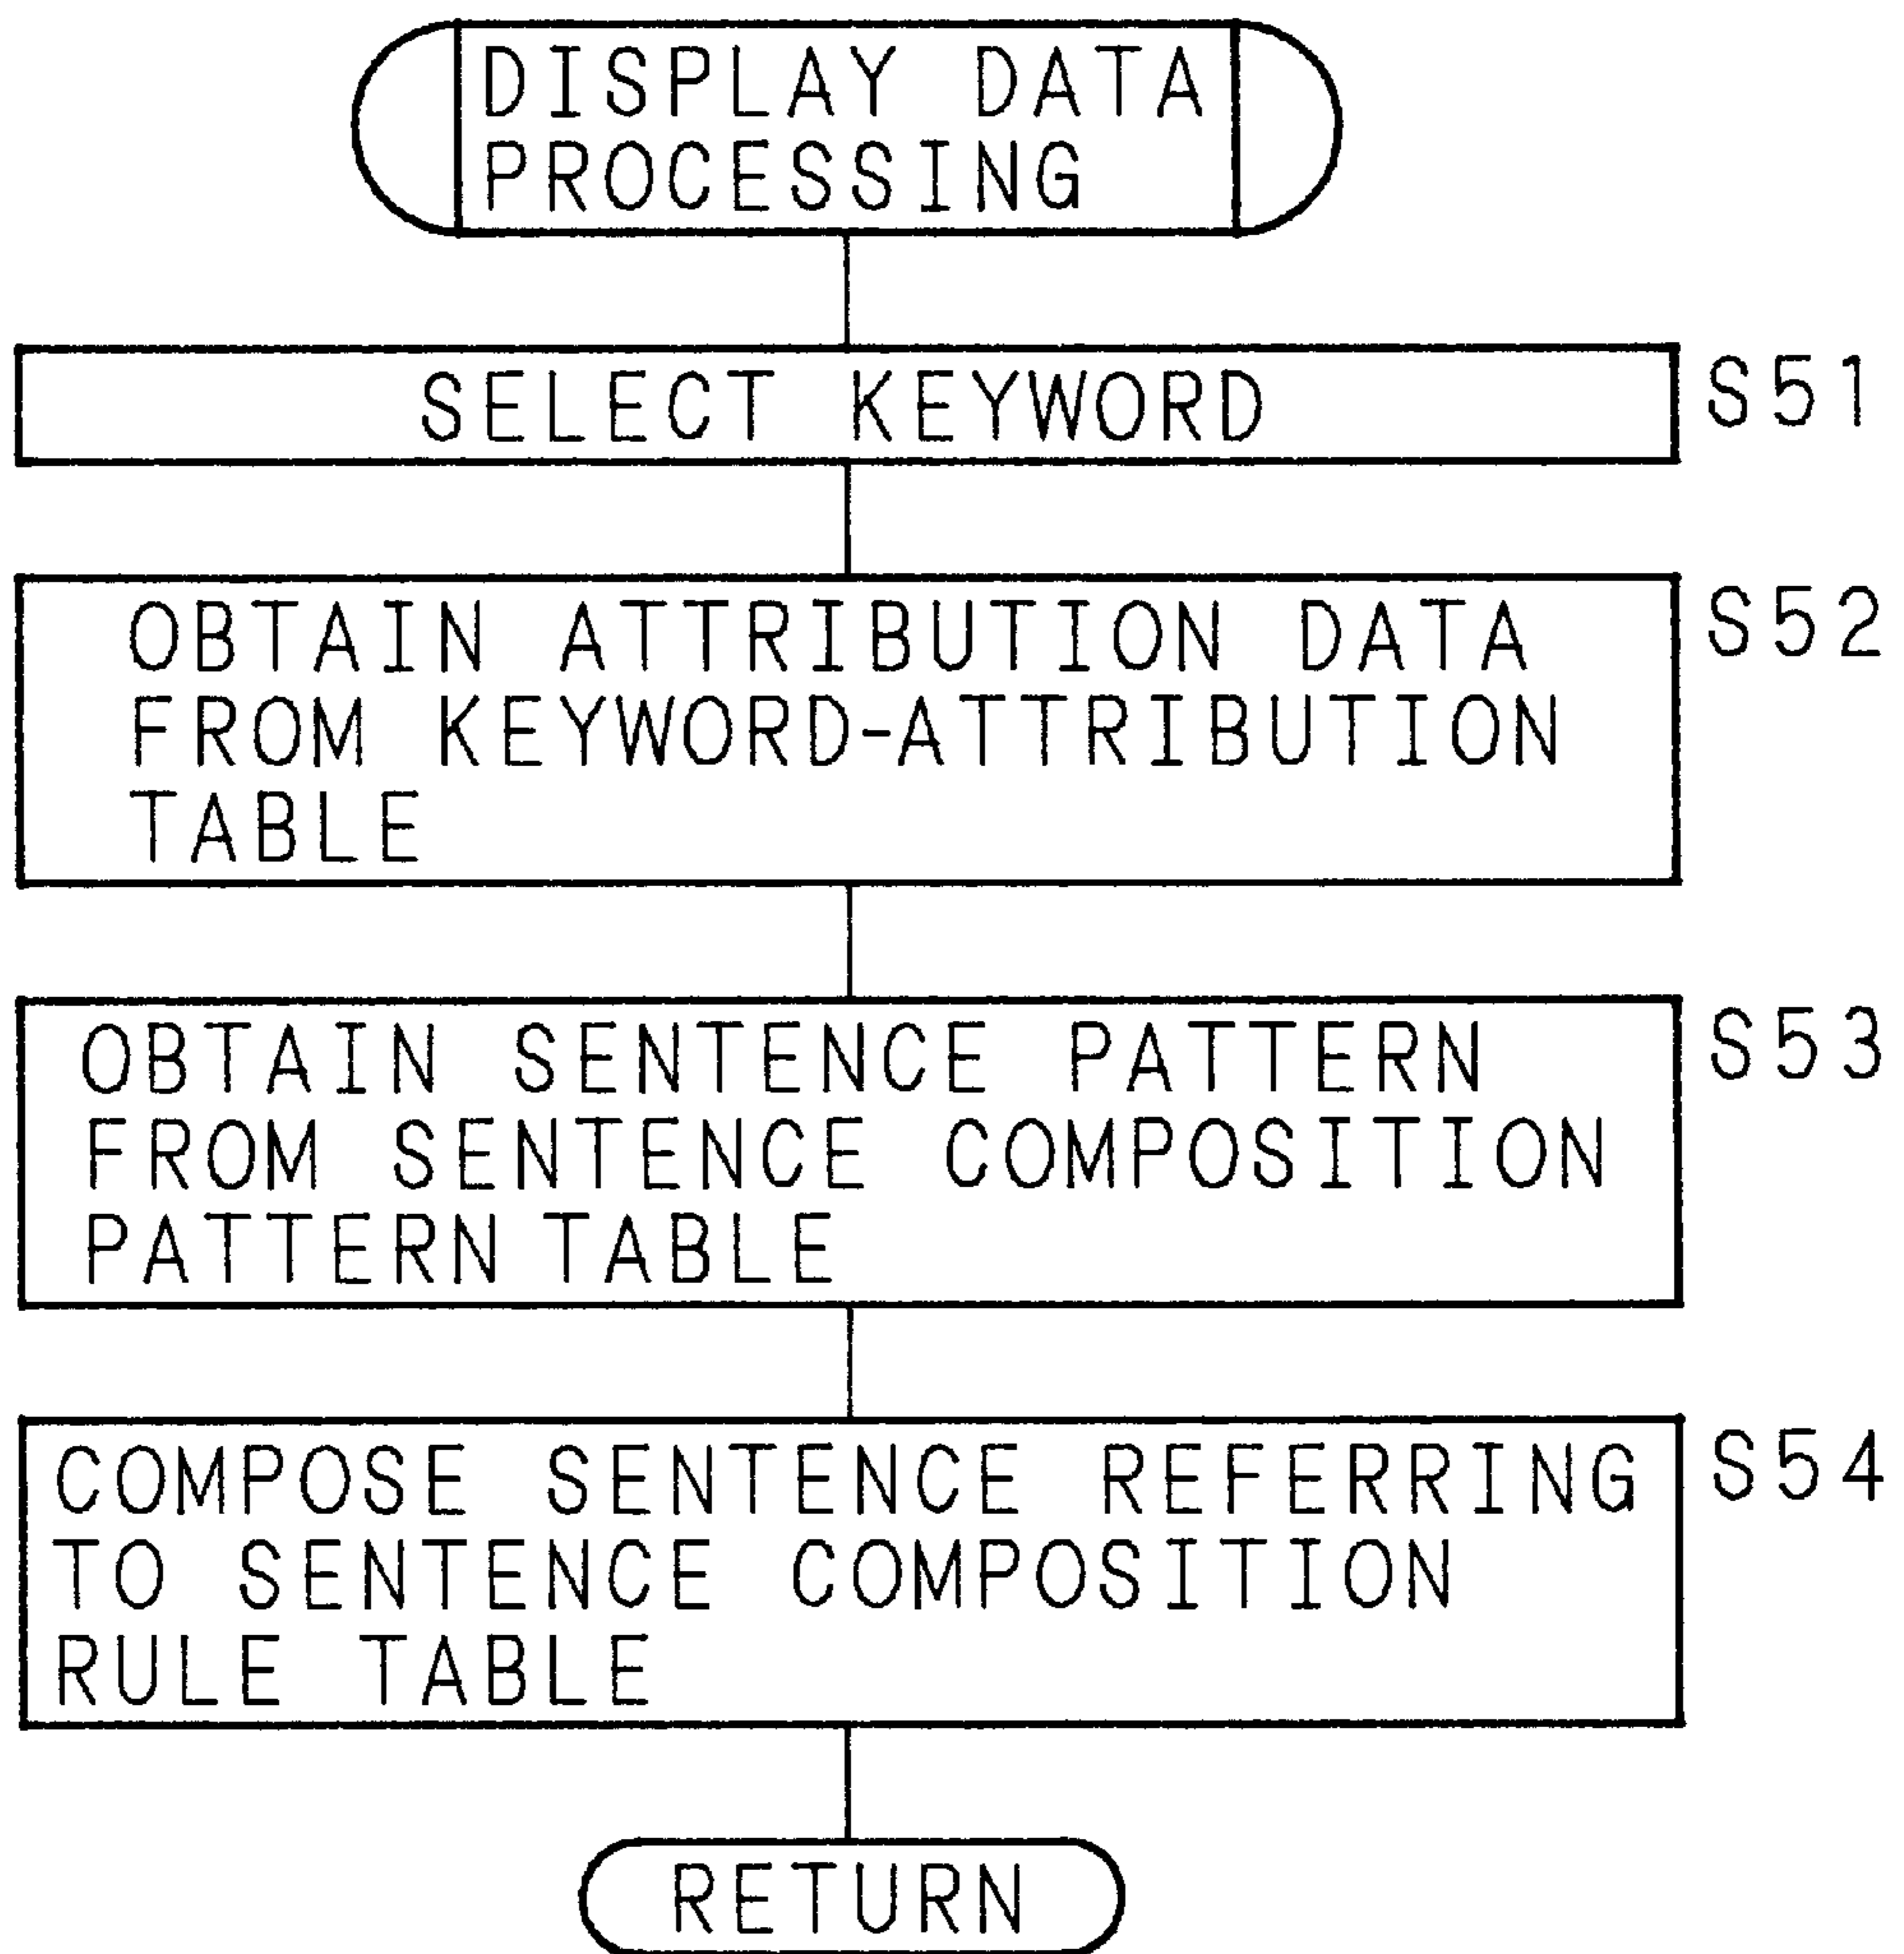 DISPLAY DATA
PROCESSING
SELECT KEYWORD S51
OBTAIN ATTRIBUTION DATA S52
FROM KEYWORD-ATTRIBUTION
TABLE
OBTAIN SENTENCE PATTERN S53
FROM SENTENCE COMPOSITION
PATTERN TABLE
COMPOSE SENTENCE REFERRING S54
TO SENTENCE COMPOSITION
RULE TABLE
RETURN